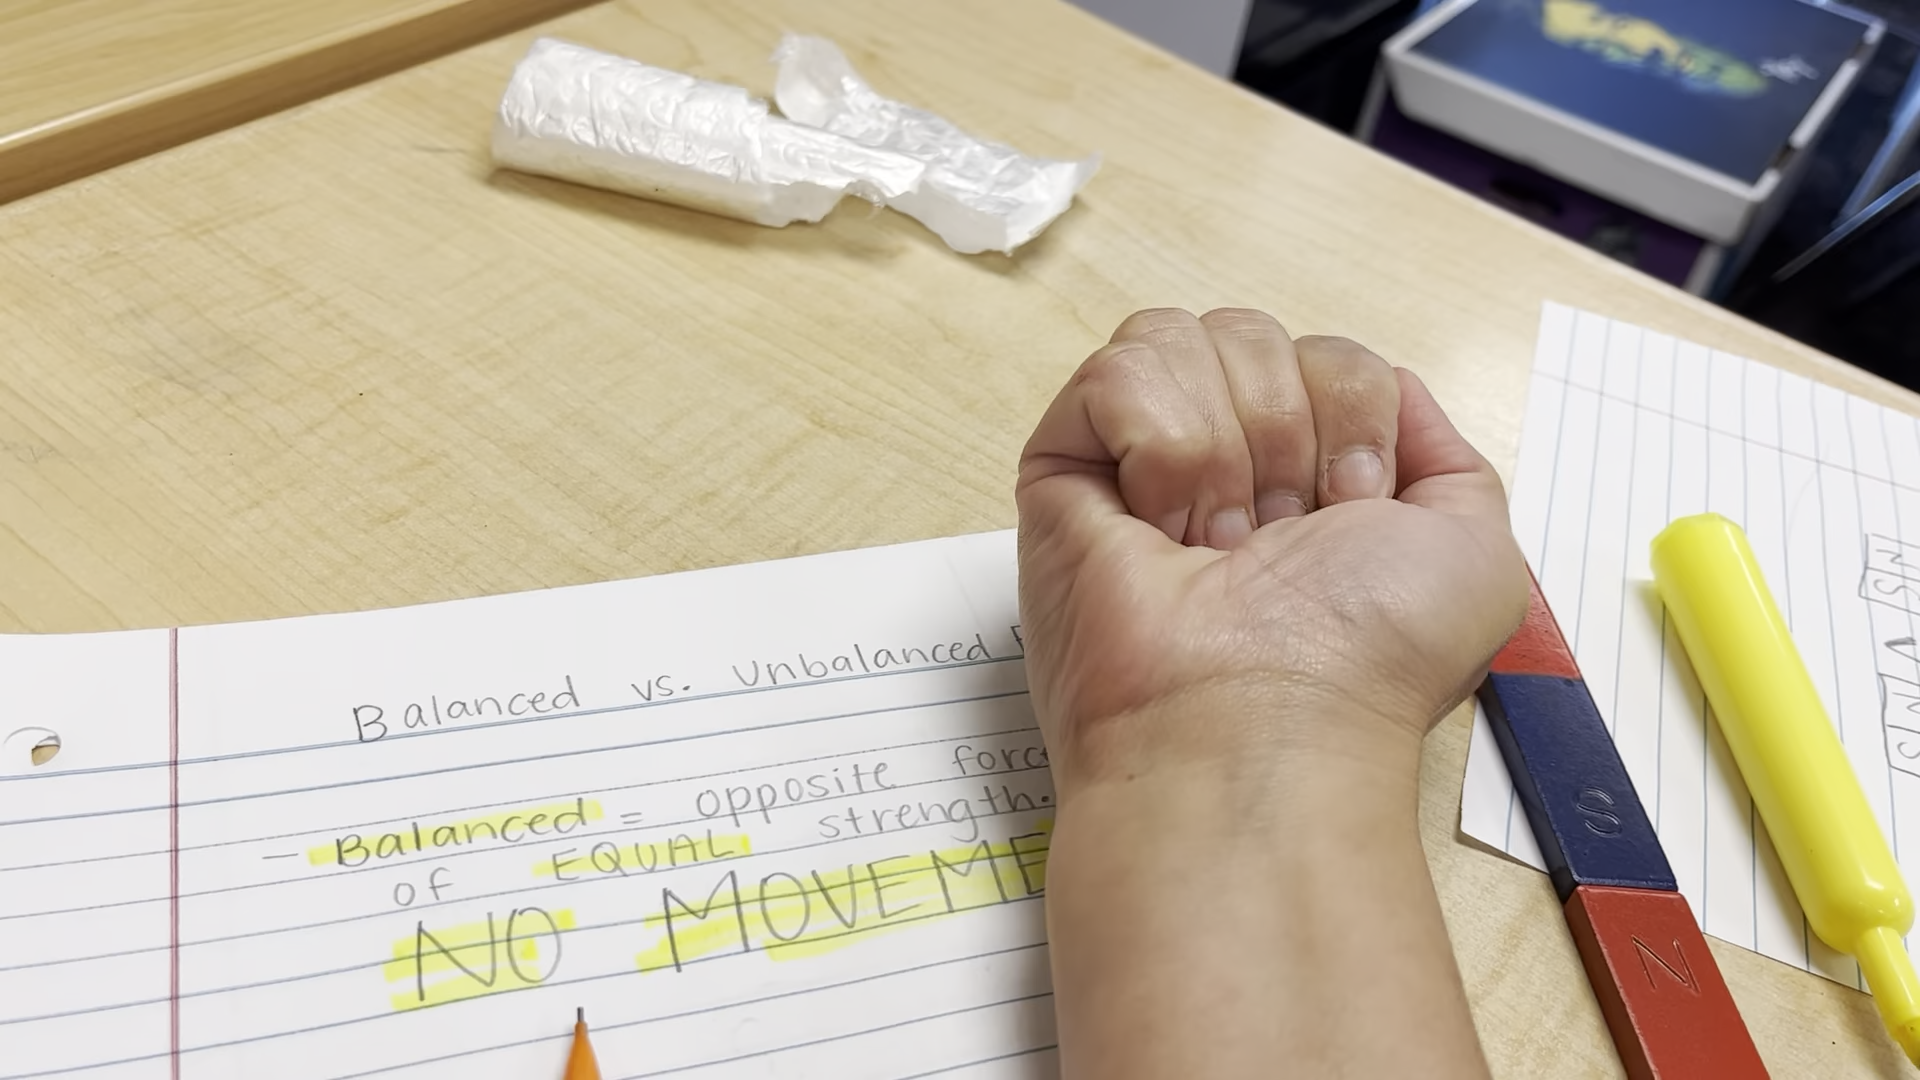 Balanced vs. Unbalanced
- Balanced = opposite
of EQUAL strength.
NO
S
N